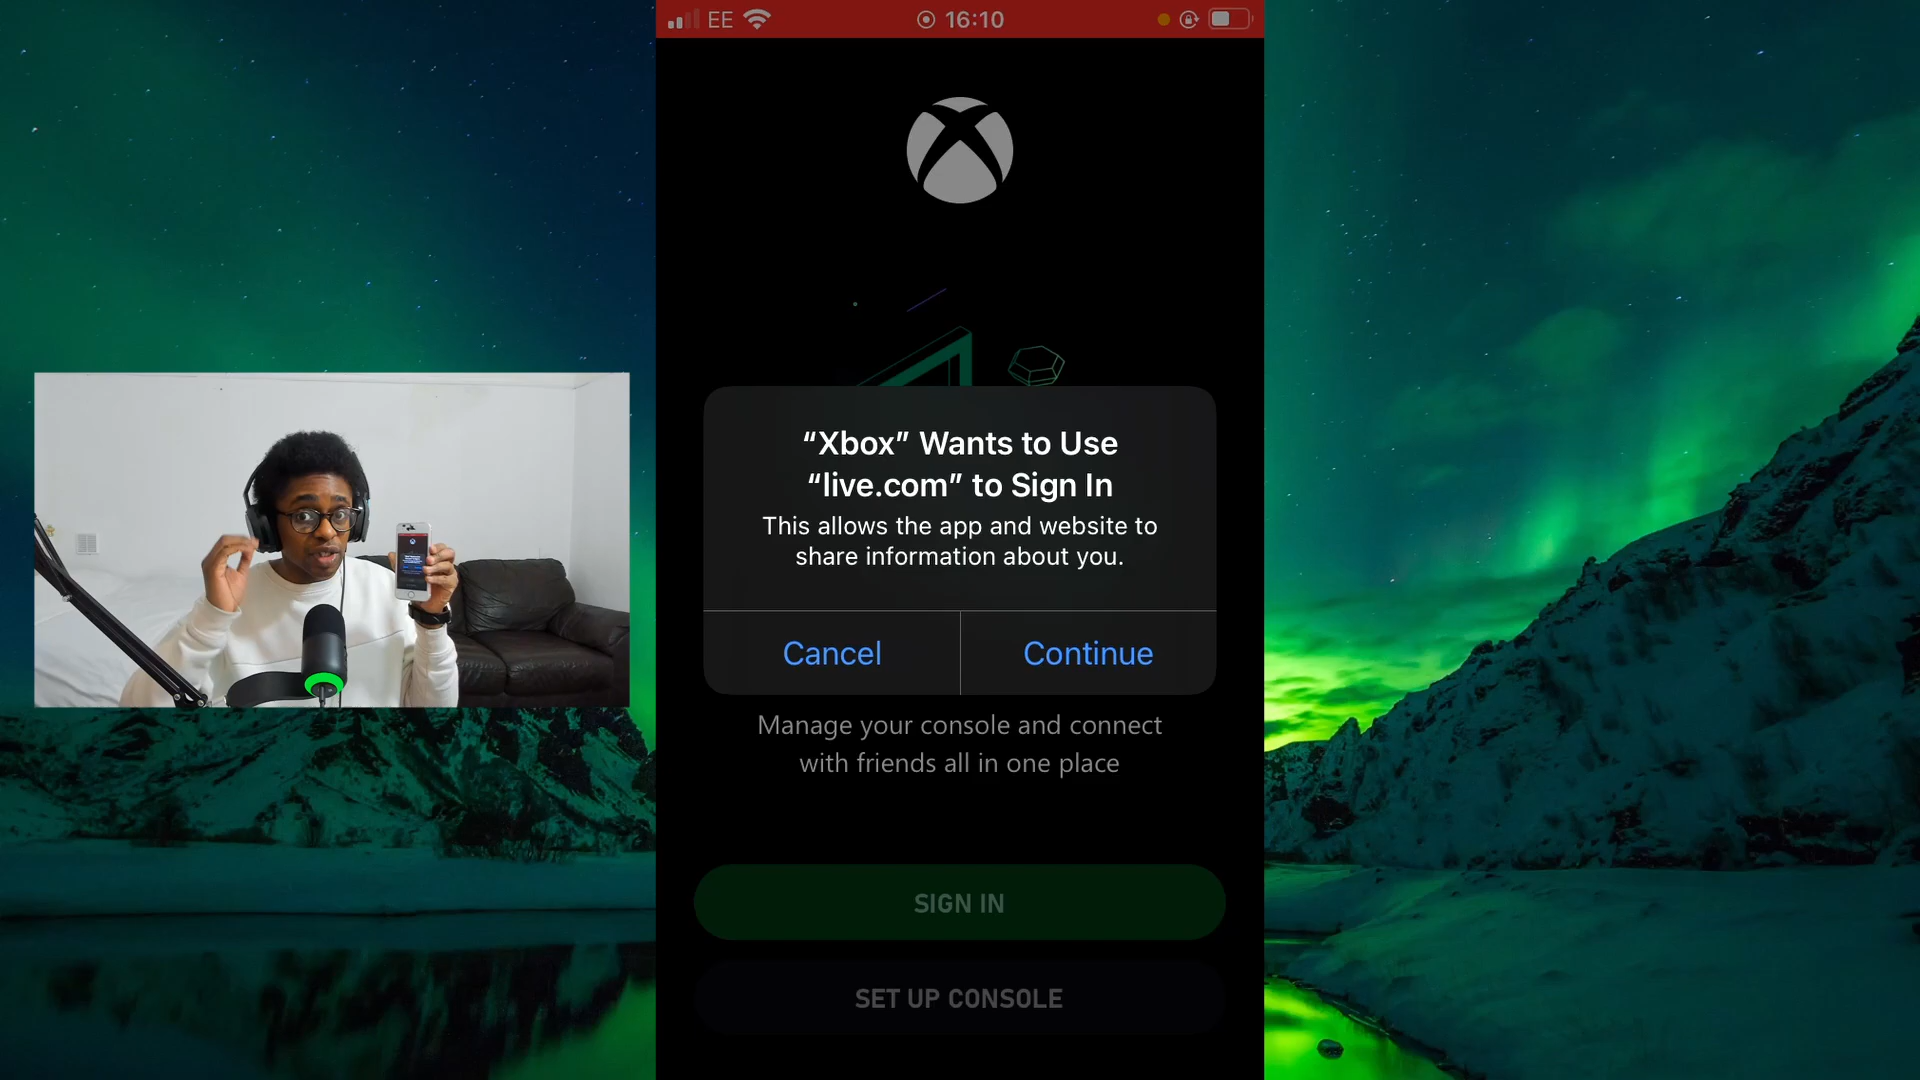 EE 16:10
“Xbox” Wants to Use
“live.com” to Sign In
This allows the app and website to
share information about you.
Cancel Continue
Manage your console and connect
with friends all in one place
SIGN IN
SET UP CONSOLE